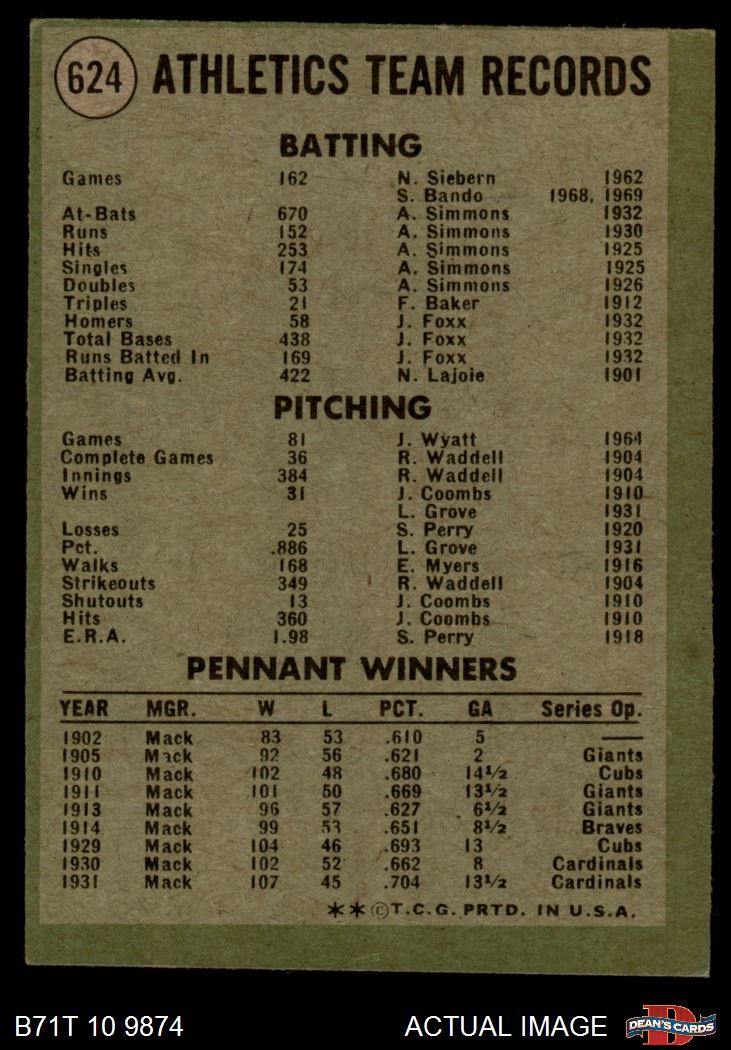 624 ATHLETICS TEAM RECORDS
BATTING
Games 162 N. Siebern 1962
S. Bando 1968, 1969
At-Bats 670 A. Simmons 1932
Runs 152 A. Simmons 1930
Hits 253 A. Simmons 1925
Singles 174 A. Simmons 1925
Doubles 53 A. Simmons 1926
Triples 21 F. Baker 1912
Homers 58 J. Foxx 1932
Total Bases 438 J. Foxx 1932
Runs Batted In 169 J. Foxx 1932
Batting Avg. 422 N. Lajoie 1901
PITCHING
Games 81 J. Wyatt 1964
Complete Games 36 R. Waddell 1904
Innings 384 R. Waddell 1904
Wins 31 J. Coombs 1910
L. Grove 1931
Losses 25 S. Perry 1920
Pct. .886 L. Grove 1931
Walks 168 E. Myers 1916
Strikeouts 349 R. Waddell 1904
Shutouts 13 J. Coombs 1910
Hits 360 J. Coombs 1910
E.R.A. 1.98 S. Perry 1918
PENNANT WINNERS
YEAR MGR. W L PCT. GA Series Op.
1902 Mack 83 53 .610 5 ——
1905 Mack 92 56 .621 2 Giants
1910 Mack 102 48 .680 14½ Cubs
1911 Mack 101 50 .669 13½ Giants
1913 Mack 96 57 .627 6½ Giants
1914 Mack 99 53 .651 8½ Braves
1929 Mack 104 46 .693 13 Cubs
1930 Mack 102 52 .662 8 Cardinals
1931 Mack 107 45 .704 13½ Cardinals
✶✶©T.C.G. PRTD. IN U.S.A.
B71T 10 9874 ACTUAL IMAGE D DEAN'S CARDS